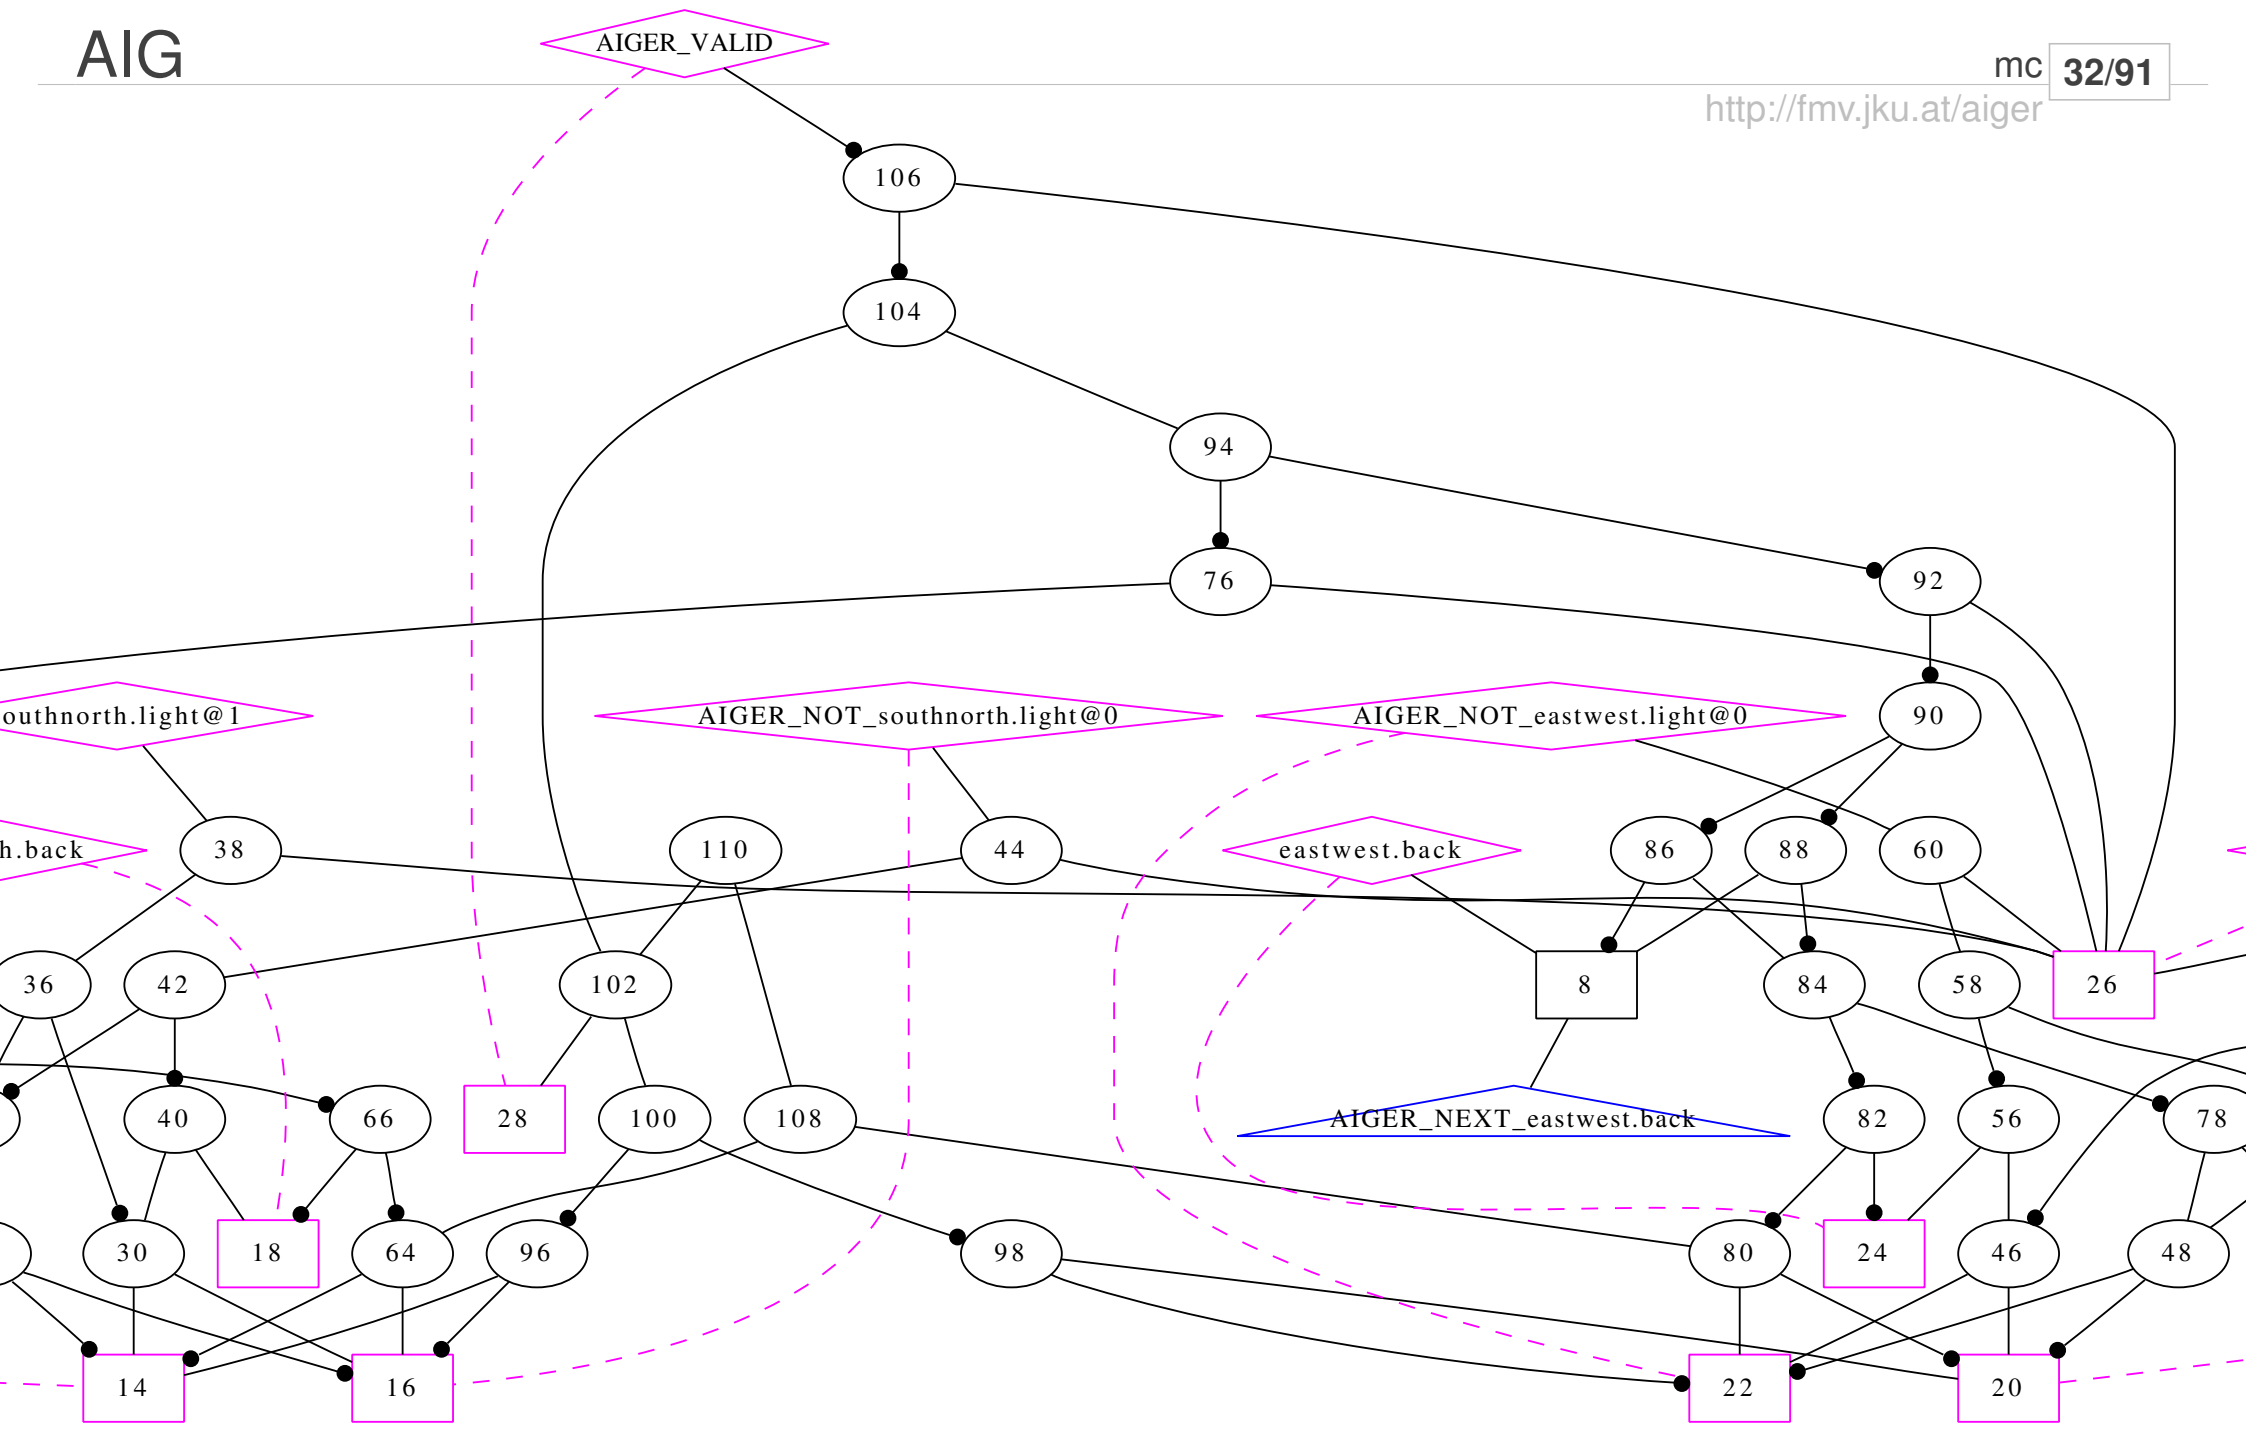 AIG
AIGER_VALID
mc 32/91
http://fmv.jku.at/aiger
106
104
94
76 92
outhnorth.light@1 AIGER_NOT_southnorth.light@0 AIGER_NOT_eastwest.light@0 90
h.back 38 110 44 eastwest.back 86 88 60
36 42 102 8 84 58 26
40 66 28 100 108 AIGER_NEXT_eastwest.back 82 56 78
30 18 64 96 98 80 24 46 48
14 16 22 20